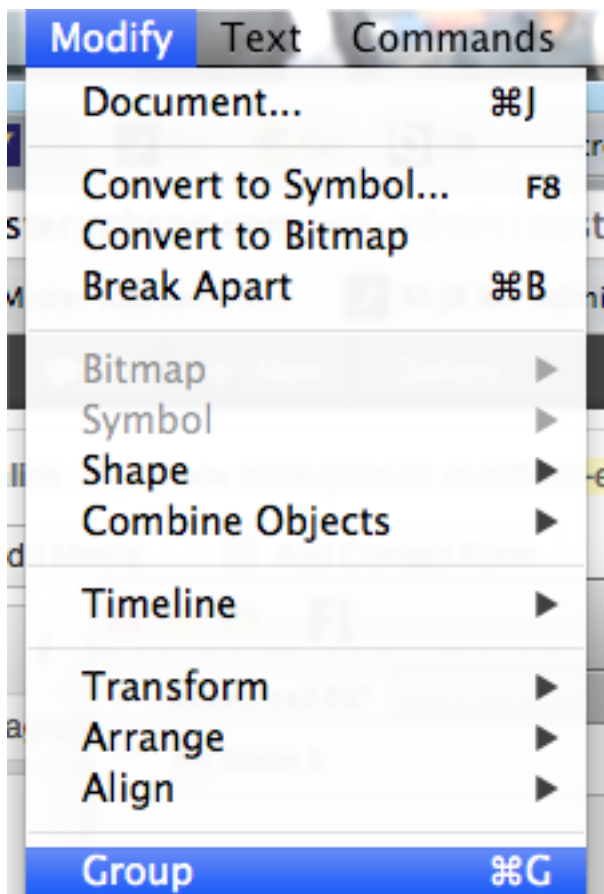 Modify Text Commands
Document... ⌘J
Convert to Symbol... F8
Convert to Bitmap
Break Apart ⌘B
Bitmap ▶
Symbol ▶
Shape ▶
Combine Objects ▶
Timeline ▶
Transform ▶
Arrange ▶
Align ▶
Group ⌘G